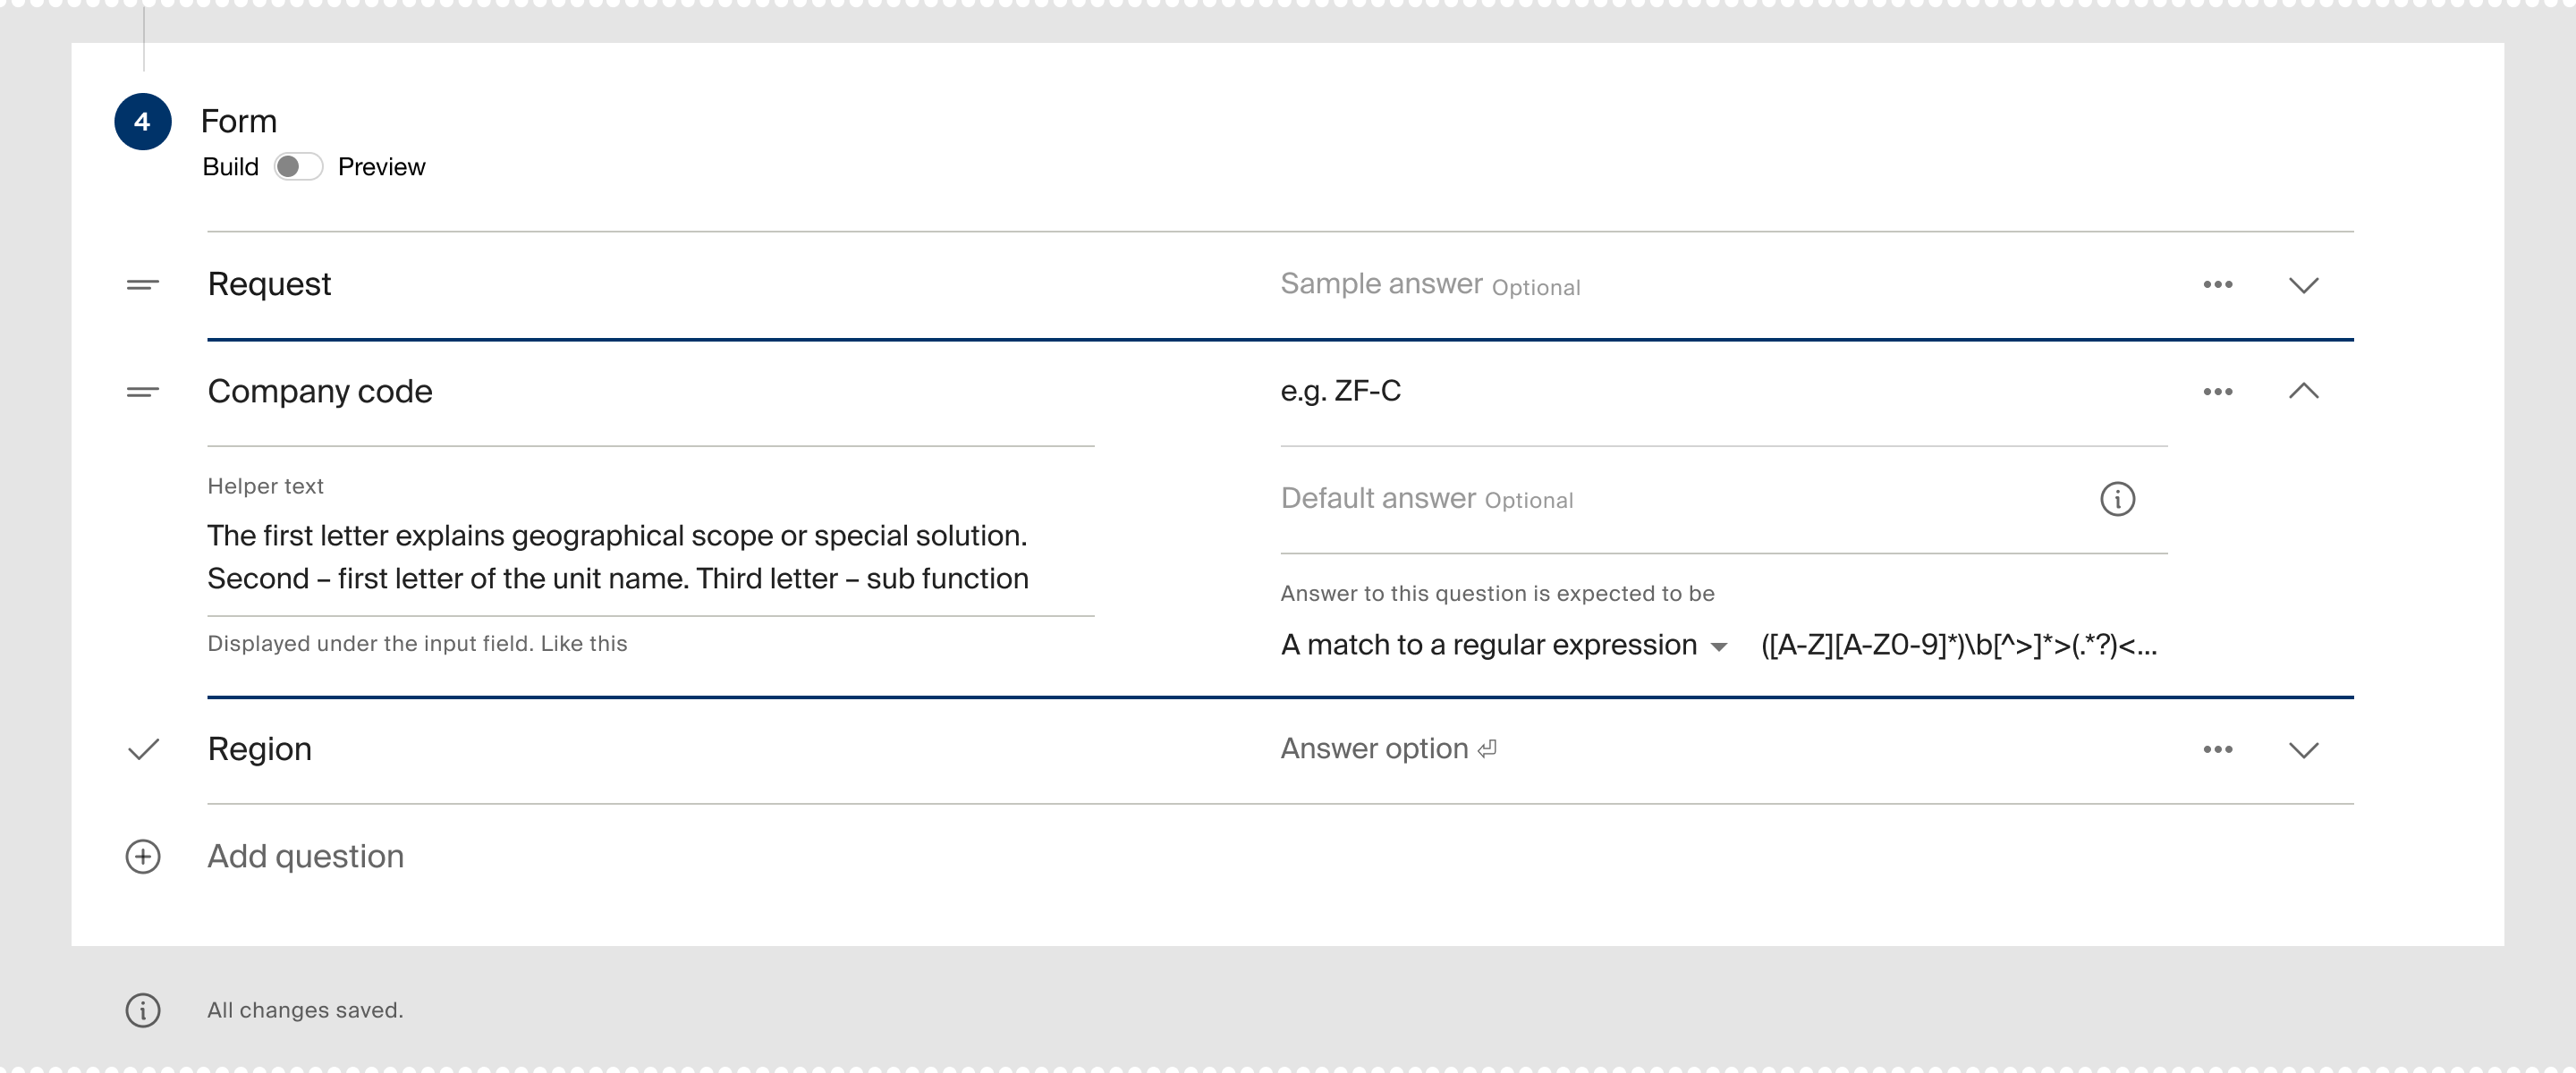 4
Form
Build Preview
Request
Sample answer Optional
Company code
e.g. ZF-C
Helper text
The first letter explains geographical scope or special solution.
Second – first letter of the unit name. Third letter – sub function
Displayed under the input field. Like this
Default answer Optional
Answer to this question is expected to be
A match to a regular expression ([A-Z][A-Z0-9]*)\b[^>]*>(.*?)<...
Region
Answer option
Add question
All changes saved.